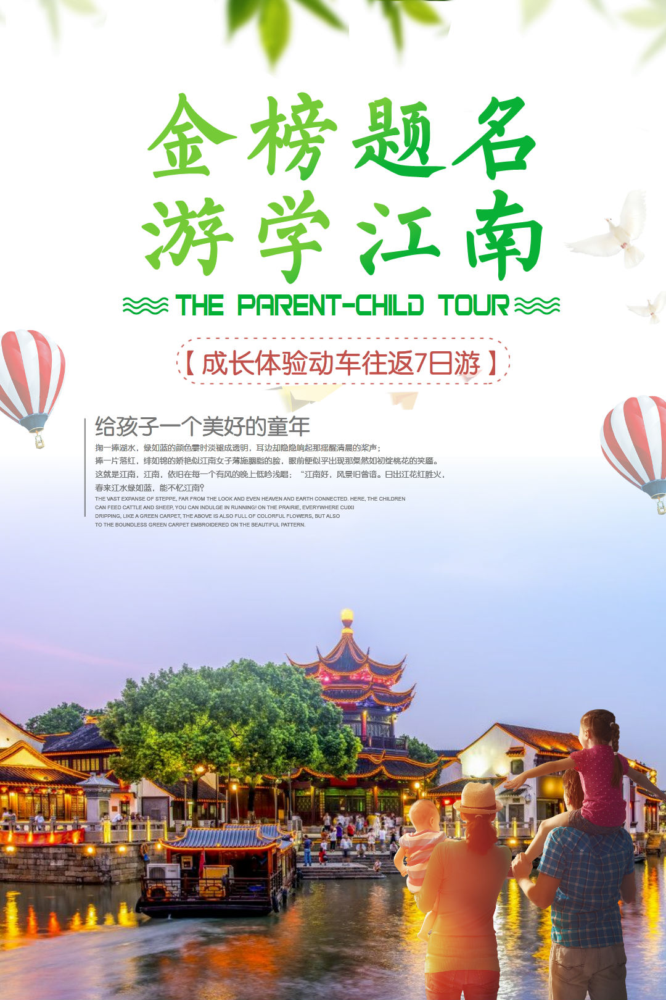 金榜题名
游学江南
THE PARENT-CHILD TOUR
【成长体验动车往返7日游】
给孩子一个美好的童年
掬一捧湖水，绿如蓝的颜色霎时淡褪成透明，耳边却隐隐响起那摇醒清晨的桨声；
捧一片落红，绯如锦的娇艳似江南女子薄施胭脂的脸，眼前便似乎出现那粲然如初绽桃花的笑靥。
这就是江南，江南，依旧在每一个有风的晚上低吟浅唱：“江南好，风景旧曾谙。日出江花红胜火，
春来江水绿如蓝，能不忆江南?
THE VAST EXPANSE OF STEPPE, FAR FROM THE LOOK AND EVEN HEAVEN AND EARTH CONNECTED. HERE, THE CHILDREN
CAN FEED CATTLE AND SHEEP, YOU CAN INDULGE IN RUNNING! ON THE PRAIRIE, EVERYWHERE CUIXI
DRIPPING, LIKE A GREEN CARPET, THE ABOVE IS ALSO FULL OF COLORFUL FLOWERS, BUT ALSO
TO THE BOUNDLESS GREEN CARPET EMBROIDERED ON THE BEAUTIFUL PATTERN.